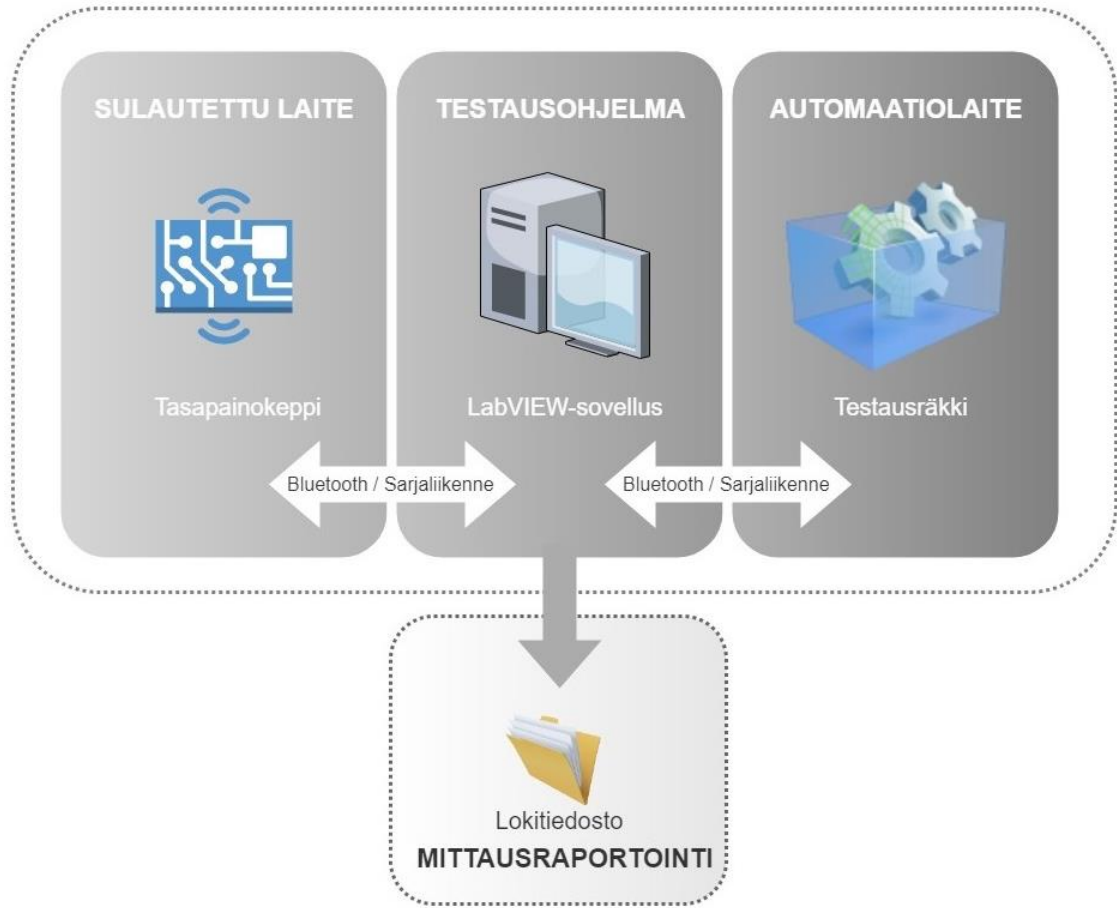 SULAUTETTU LAITE
TESTAUSOHJELMA
AUTOMAATIOLAITE
Tasapainokeppi
LabVIEW-sovellus
Testausräkki
Bluetooth / Sarjaliikenne
Bluetooth / Sarjaliikenne
Lokitiedosto
MITTAUSRAPORTOINTI